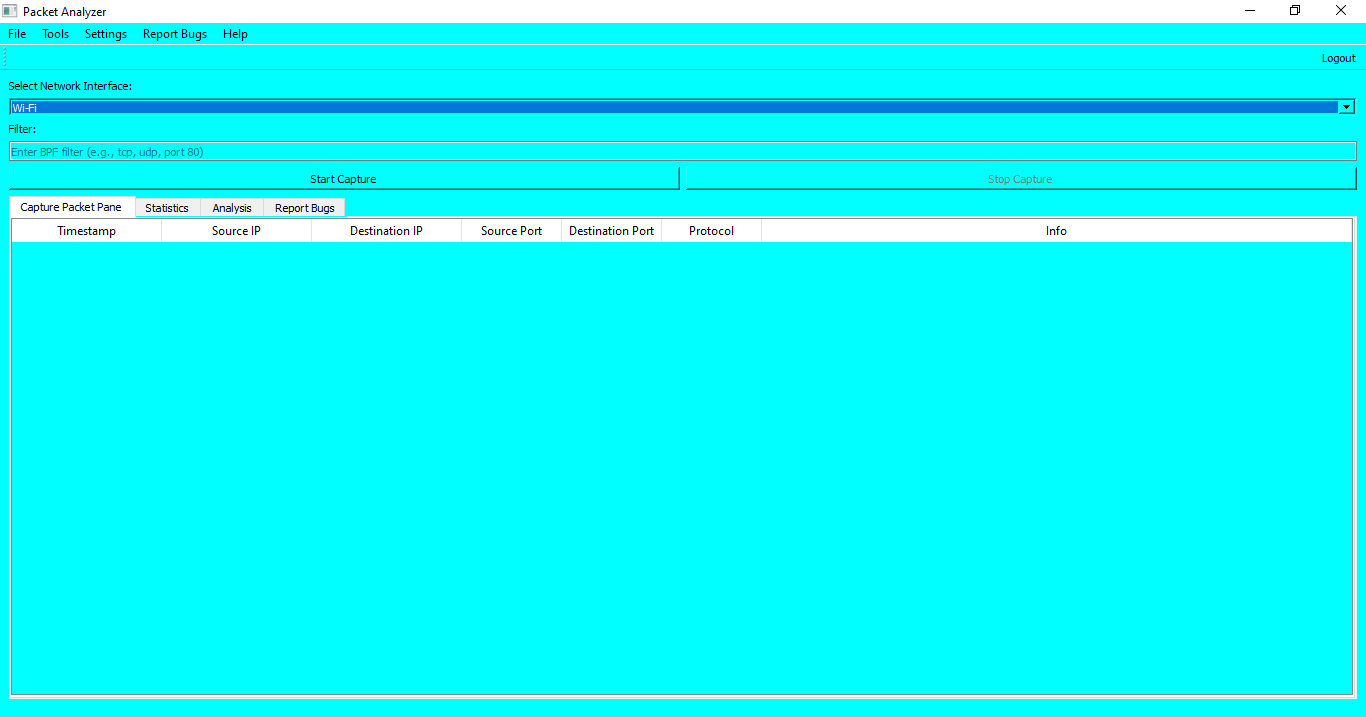 Packet Analyzer
File Tools Settings Report Bugs Help
Logout
Select Network Interface:
Wi-Fi
Filter:
Enter BPF filter (e.g., tcp, udp, port 80)
Start Capture Stop Capture
Capture Packet Pane Statistics Analysis Report Bugs
Timestamp Source IP Destination IP Source Port Destination Port Protocol Info